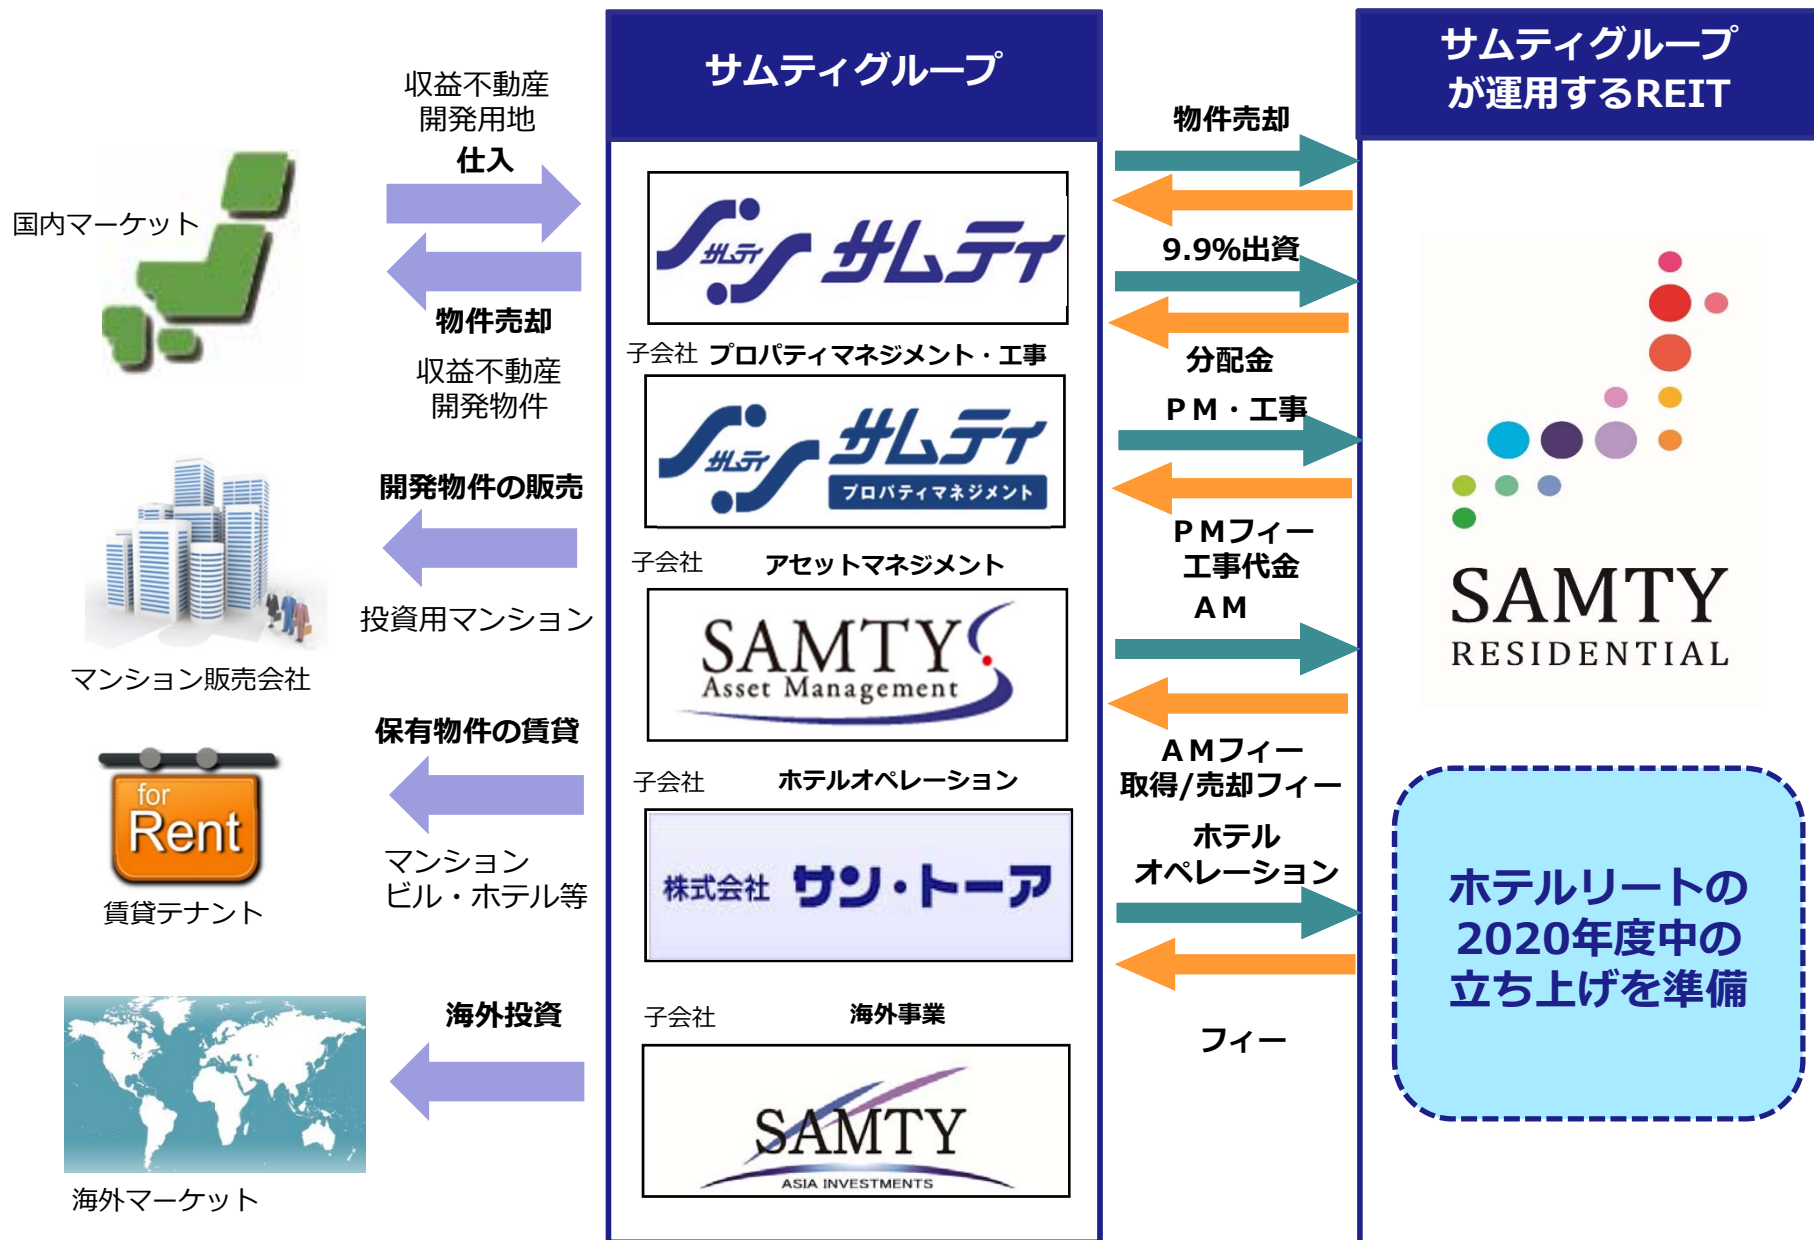 サムティグループ
サムティグループ
が運用するREIT
収益不動産
開発用地
仕入
国内マーケット
物件売却
収益不動産
開発物件
開発物件の販売
投資用マンション
マンション販売会社
保有物件の賃貸
for
Rent
マンション
ビル・ホテル等
賃貸テナント
海外投資
海外マーケット
サムティ サムティ
子会社 プロパティマネジメント・工事
サムティ サムティ
プロパティマネジメント
子会社 アセットマネジメント
SAMTY
Asset Management
子会社 ホテルオペレーション
株式会社 サン・トーア
子会社 海外事業
SAMTY
ASIA INVESTMENTS
物件売却
9.9%出資
分配金
ＰＭ・工事
ＰＭフィー
工事代金
ＡＭ
ＡＭフィー
取得/売却フィー
ホテル
オペレーション
フィー
SAMTY
RESIDENTIAL
ホテルリートの
2020年度中の
立ち上げを準備